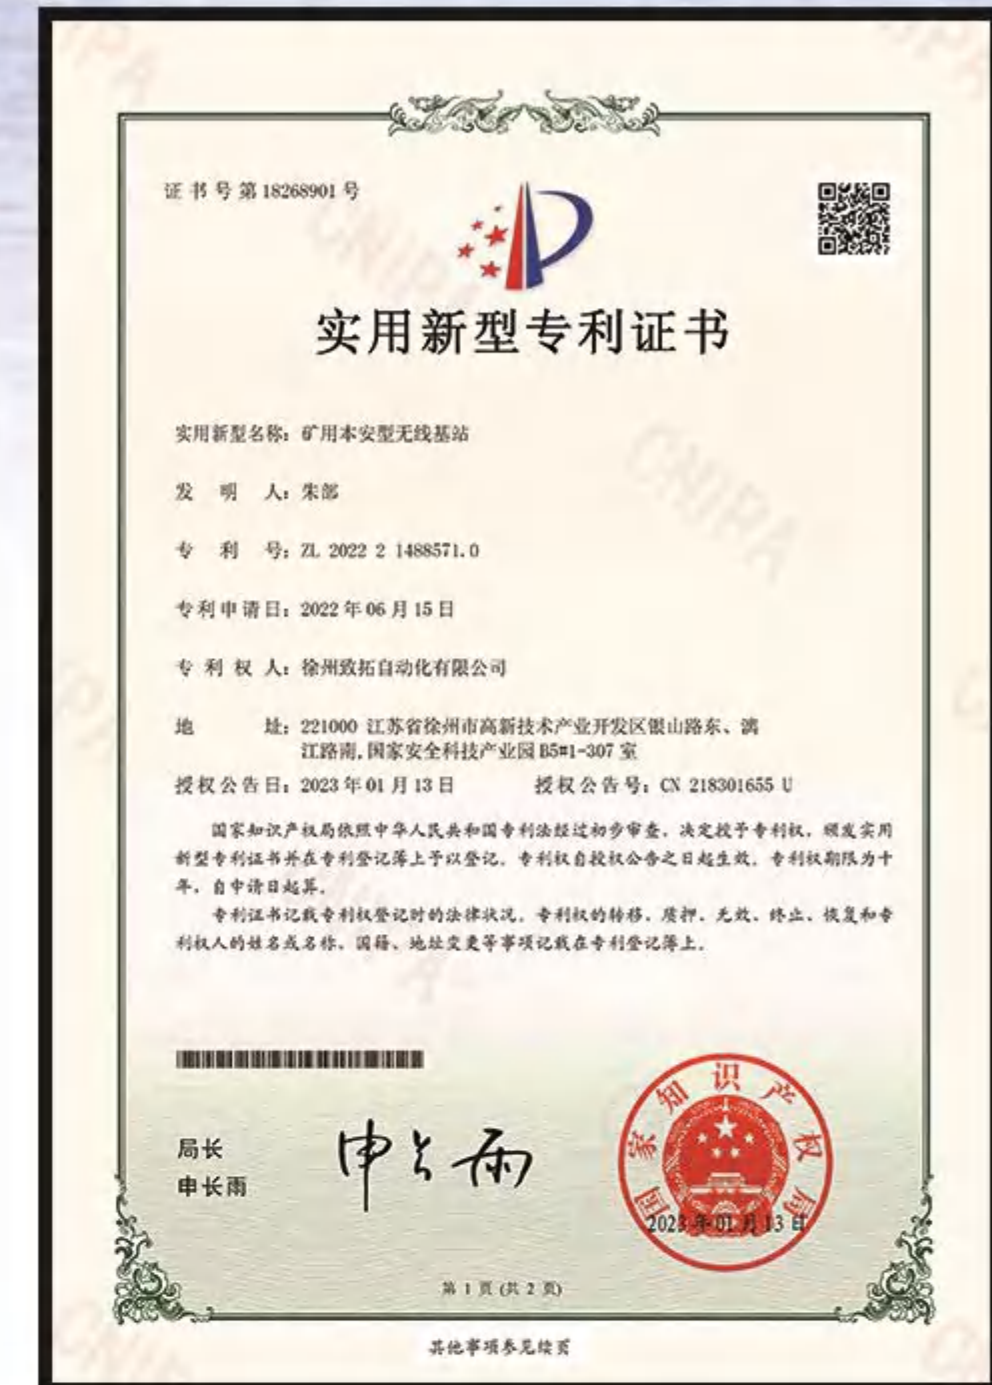 证书号第18268901号
实用新型专利证书
实用新型名称：矿用本安型无线基站
发明人：朱部
专利号：ZL 2022 2 1488571.0
专利申请日：2022年06月15日
专利权人：徐州致拓自动化有限公司
地址：221000 江苏省徐州市高新技术产业开发区银山路东、漓
江路南,国家安全科技产业园B5#1-307室
授权公告日：2023年01月13日 授权公告号：CN 218301655 U
国家知识产权局依照中华人民共和国专利法经过初步审查，决定授予专利权，颁发实用
新型专利证书并在专利登记簿上予以登记。专利权自授权公告之日起生效。专利权期限为十
年，自申请日起算。
专利证书记载专利权登记时的法律状况。专利权的转移、质押、无效、终止、恢复和专
利权人的姓名或名称、国籍、地址变更等事项记载在专利登记簿上。
局长
申长雨
申长雨
国家知识产权局
2023年01月13日
第 1 页 (共 2 页)
其他事项参见续页
CNIPA